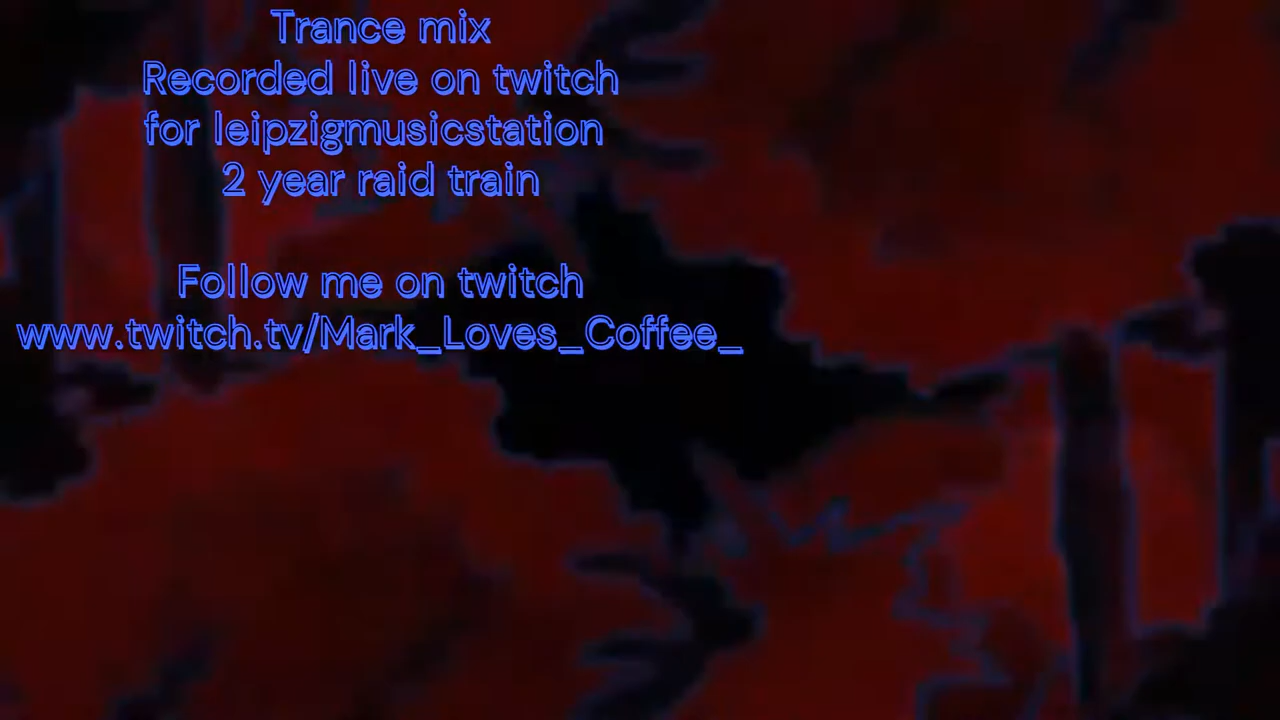 Trance mix
Recorded live on twitch
for leipzigmusicstation
2 year raid train
Follow me on twitch
www.twitch.tv/Mark_Loves_Coffee_